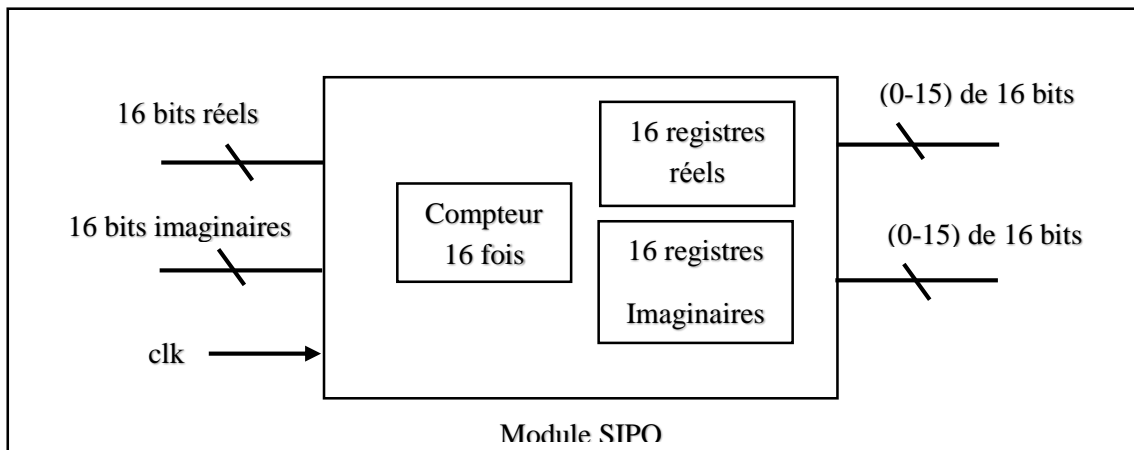 16 bits réels
16 bits imaginaires
clk
Compteur
16 fois
16 registres
réels
16 registres
Imaginaires
(0-15) de 16 bits
(0-15) de 16 bits
Module SIPO